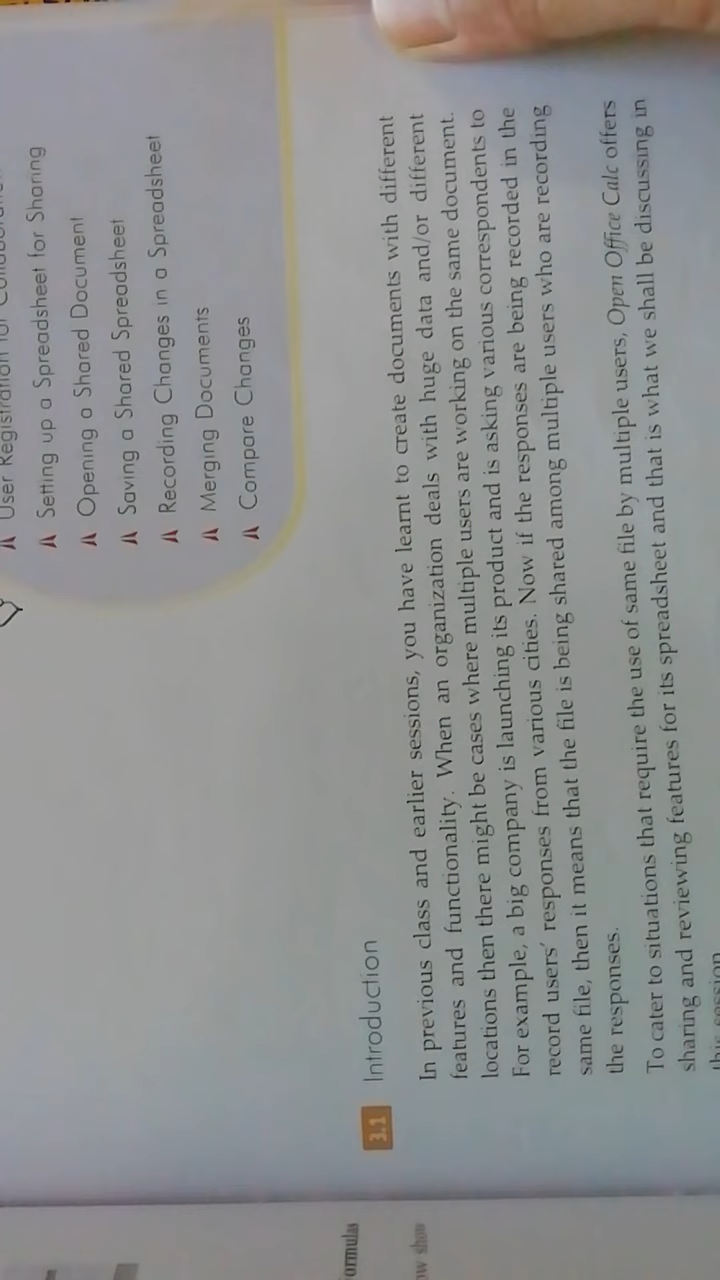 User Registration for
Setting up a Spreadsheet for Sharing
Opening a Shared Document
Saving a Shared Spreadsheet
Recording Changes in a Spreadsheet
Merging Documents
Compare Changes
3.1 Introduction
In previous class and earlier sessions, you have learnt to create documents with different
features and functionality. When an organization deals with huge data and/or different
locations then there might be cases where multiple users are working on the same document.
For example, a big company is launching its product and is asking various correspondents to
record users' responses from various cities. Now if the responses are being recorded in the
same file, then it means that the file is being shared among multiple users who are recording
the responses.
To cater to situations that require the use of same file by multiple users, Open Office Calc offers
sharing and reviewing features for its spreadsheet and that is what we shall be discussing in
this session
ormulas
ow show